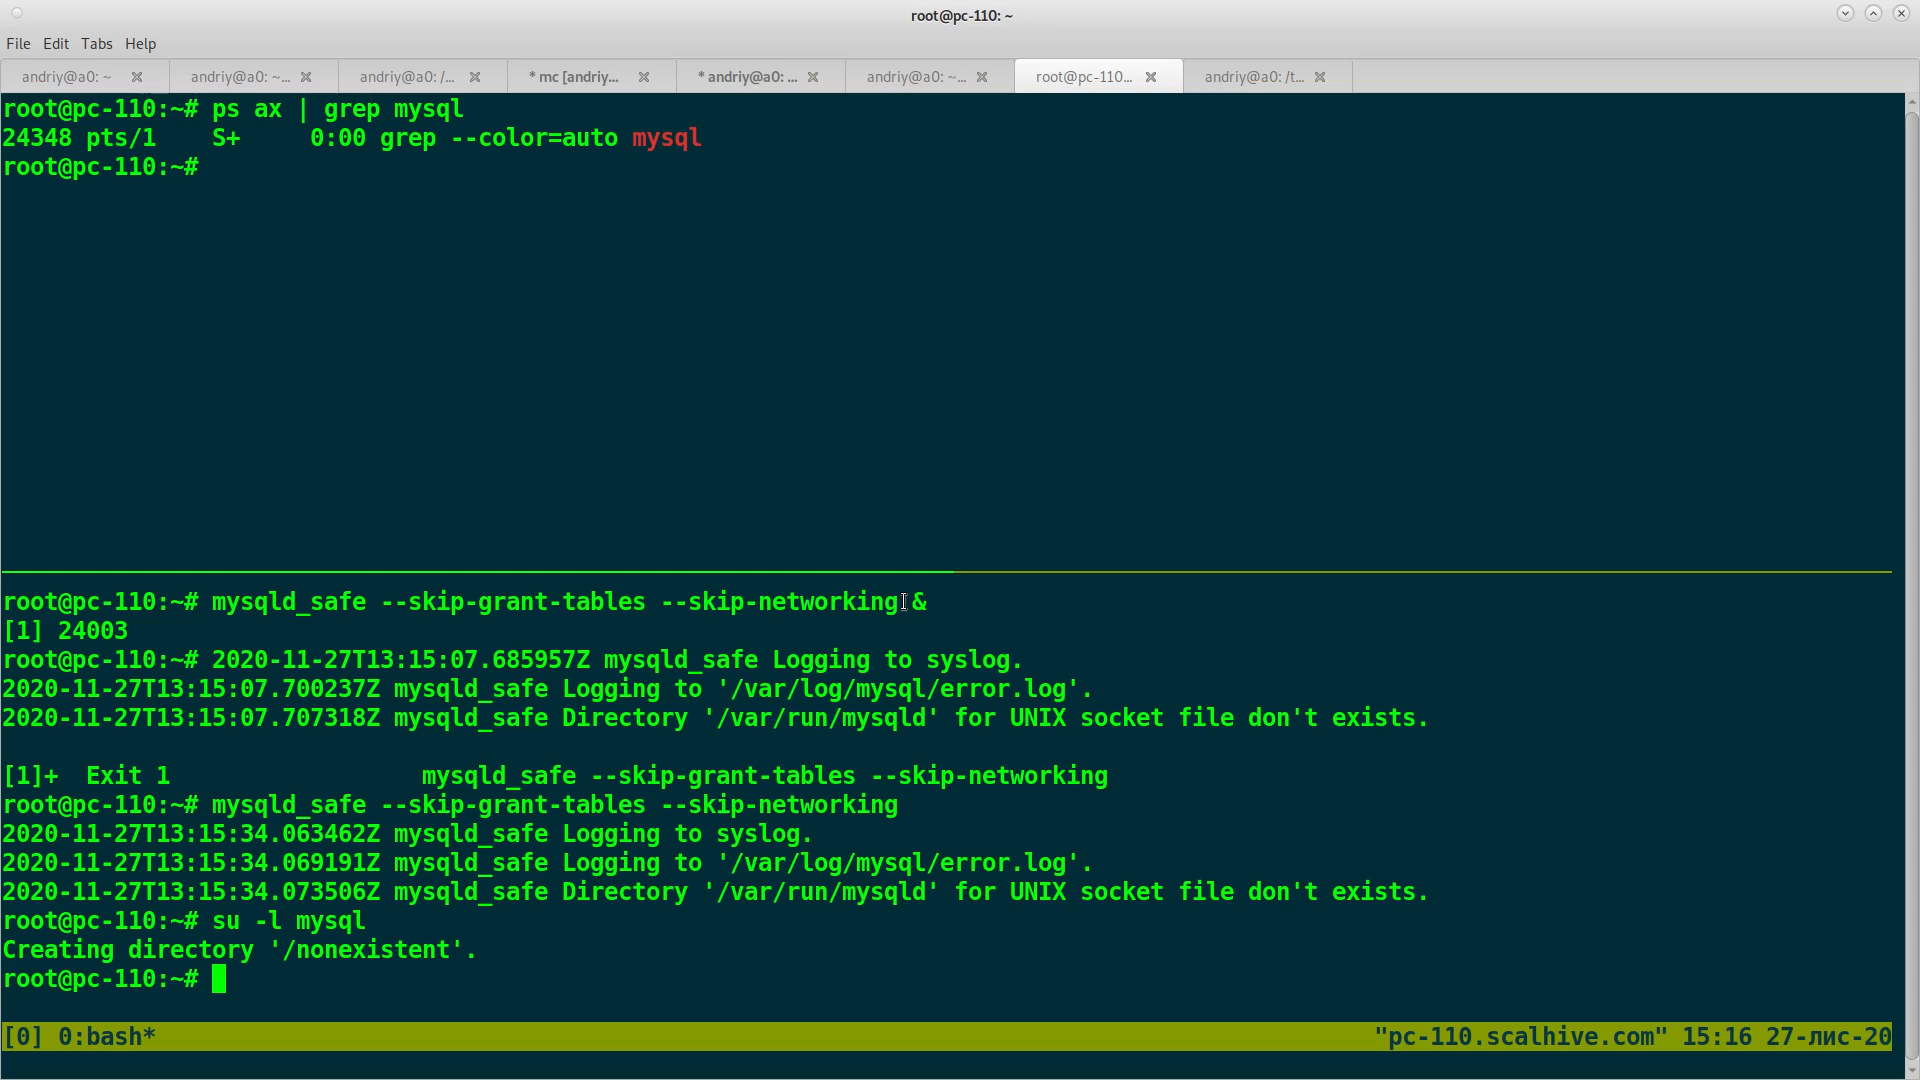 root@pc-110: ~
File Edit Tabs Help
andriy@a0: ~ andriy@a0: ~... andriy@a0: /... * mc [andriy... * andriy@a0: ... andriy@a0: ~... root@pc-110... andriy@a0: /t...
root@pc-110:~# ps ax | grep mysql
24348 pts/1    S+     0:00 grep --color=auto mysql
root@pc-110:~#
root@pc-110:~# mysqld_safe --skip-grant-tables --skip-networking &
[1] 24003
root@pc-110:~# 2020-11-27T13:15:07.685957Z mysqld_safe Logging to syslog.
2020-11-27T13:15:07.700237Z mysqld_safe Logging to '/var/log/mysql/error.log'.
2020-11-27T13:15:07.707318Z mysqld_safe Directory '/var/run/mysqld' for UNIX socket file don't exists.
[1]+  Exit 1                  mysqld_safe --skip-grant-tables --skip-networking
root@pc-110:~# mysqld_safe --skip-grant-tables --skip-networking
2020-11-27T13:15:34.063462Z mysqld_safe Logging to syslog.
2020-11-27T13:15:34.069191Z mysqld_safe Logging to '/var/log/mysql/error.log'.
2020-11-27T13:15:34.073506Z mysqld_safe Directory '/var/run/mysqld' for UNIX socket file don't exists.
root@pc-110:~# su -l mysql
Creating directory '/nonexistent'.
root@pc-110:~#
[0] 0:bash* "pc-110.scalhive.com" 15:16 27-лис-20